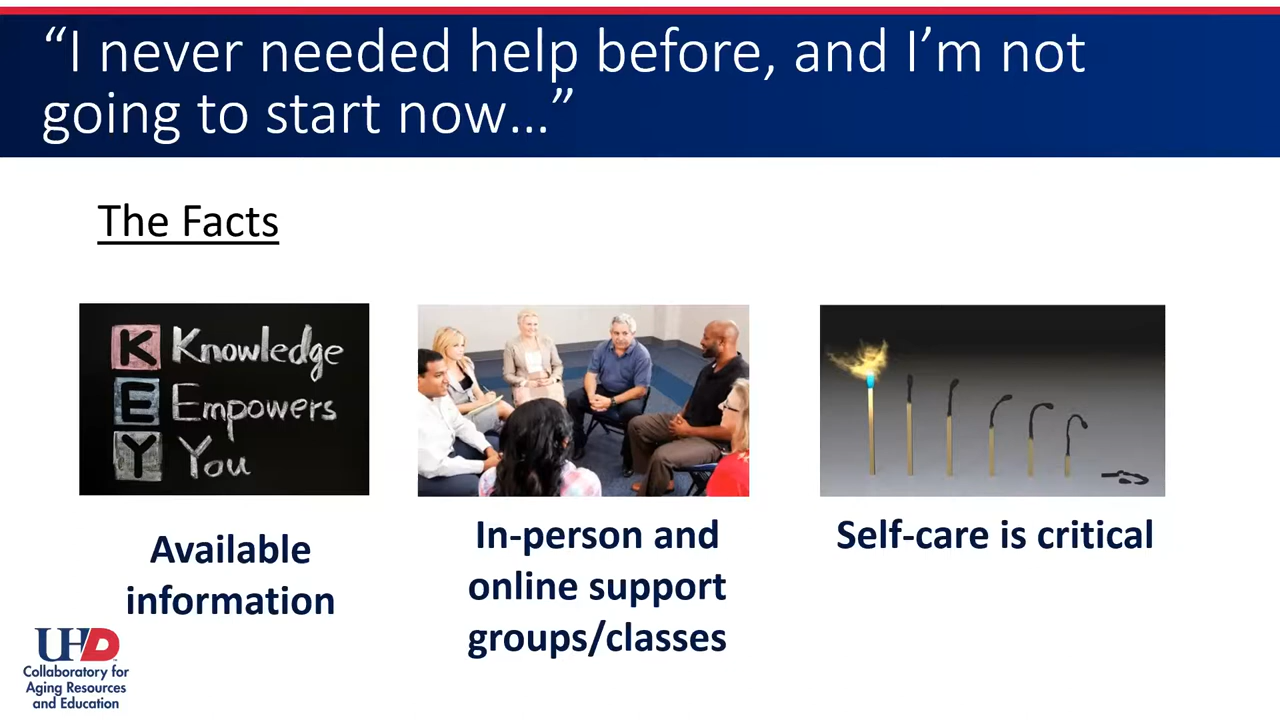 “I never needed help before, and I’m not
going to start now…”
The Facts
K Knowledge
E Empowers
Y You
Available
information
In-person and
online support
groups/classes
Self-care is critical
UHD
Collaboratory for
Aging Resources
and Education